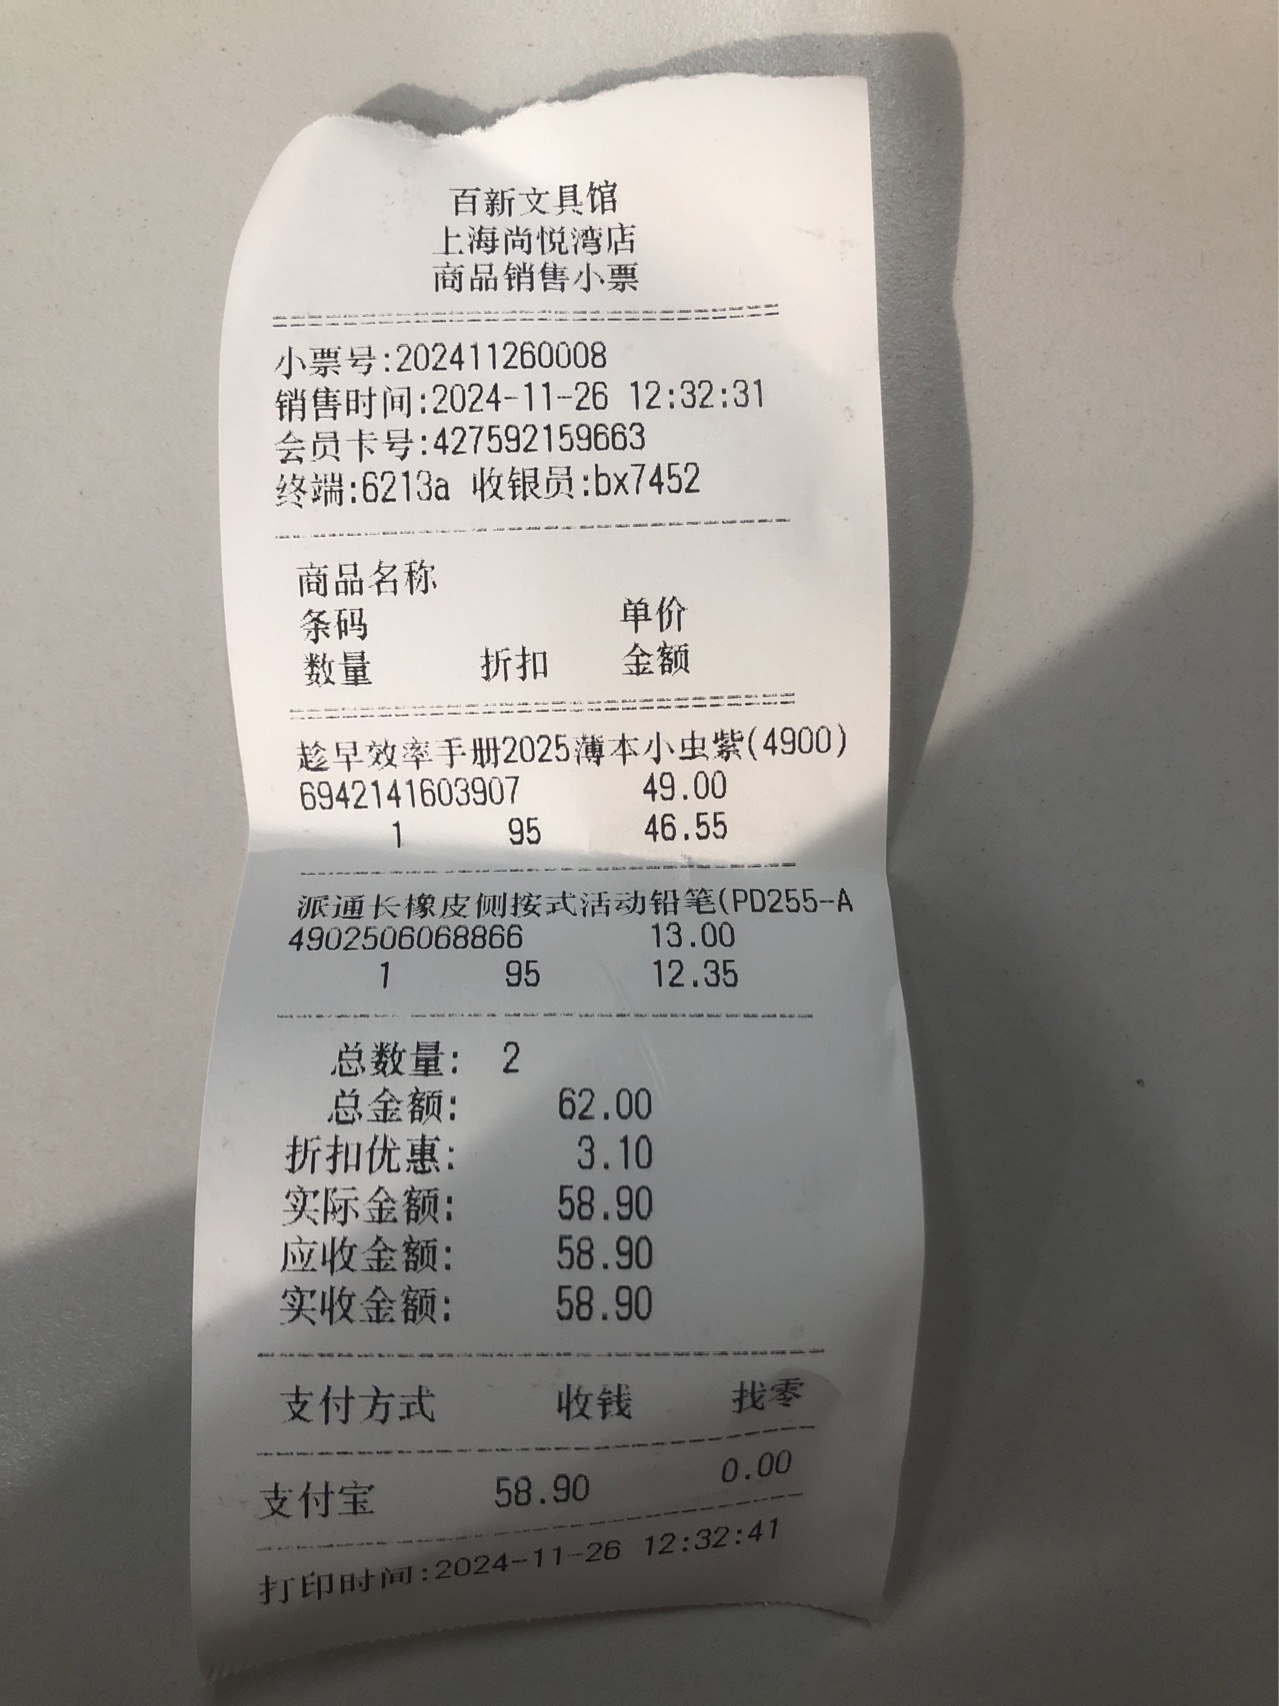 百新文具馆
上海尚悦湾店
商品销售小票
小票号:202411260008
销售时间:2024-11-26 12:32:31
会员卡号:427592159663
终端:6213a 收银员:bx7452
商品名称
条码 单价
数量 折扣 金额
趁早效率手册2025薄本小虫紫(4900)
6942141603907 49.00
1 95 46.55
派通长橡皮侧按式活动铅笔(PD255-A
4902506068866 13.00
1 95 12.35
总数量: 2
总金额: 62.00
折扣优惠: 3.10
实际金额: 58.90
应收金额: 58.90
实收金额: 58.90
支付方式 收钱 找零
支付宝 58.90 0.00
打印时间:2024-11-26 12:32:41